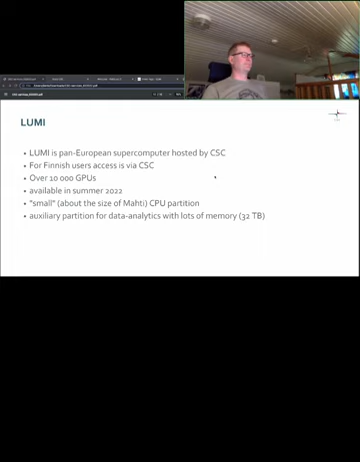 LUMI
LUMI is pan-European supercomputer hosted by CSC
For Finnish users access is via CSC
Over 10 000 GPUs
available in summer 2022
"small" (about the size of Mahti) CPU partition
auxiliary partition for data-analytics with lots of memory (32 TB)